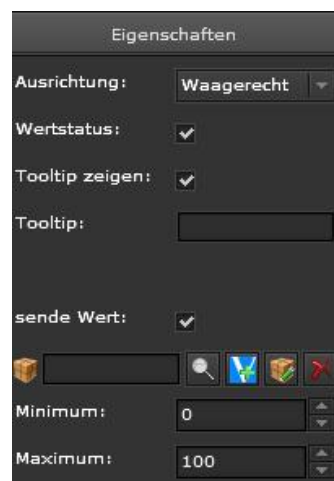 Eigenschaften
Ausrichtung: Waagerecht
Wertstatus:
Tooltip zeigen:
Tooltip:
sende Wert:
Minimum: 0
Maximum: 100